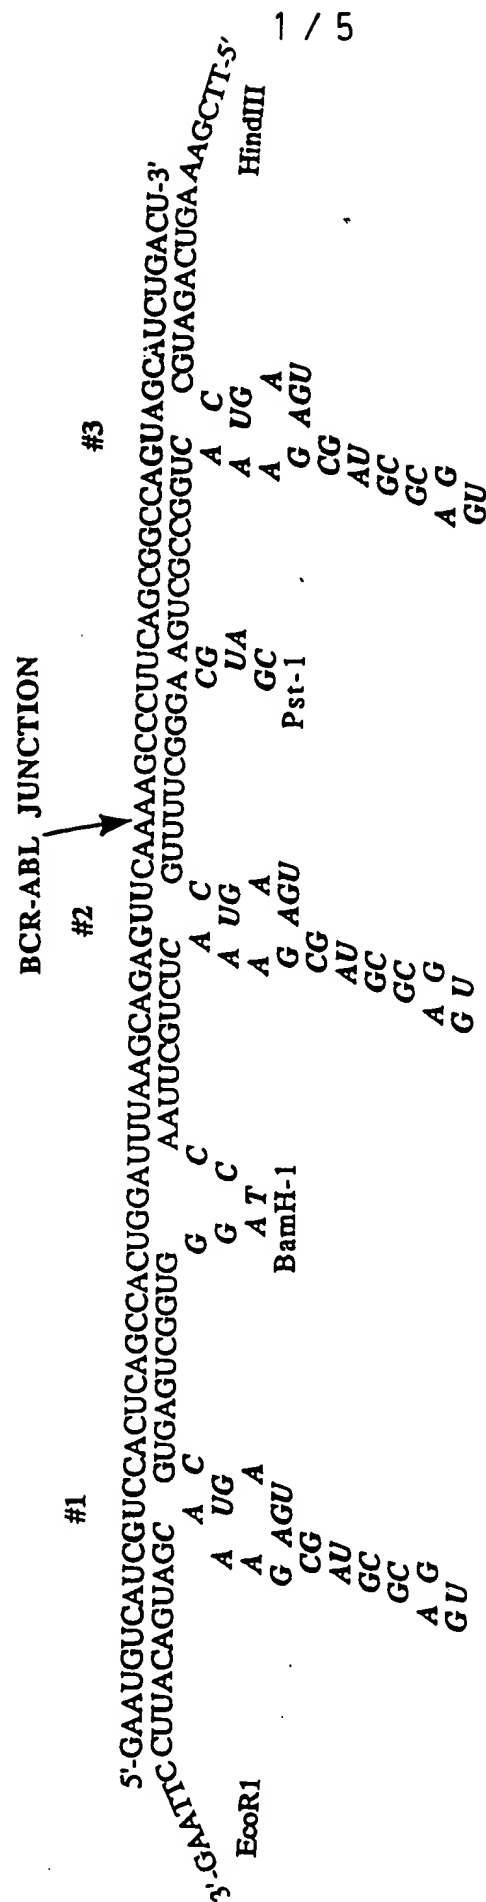 1 / 5
BCR-ABL JUNCTION
#1
#2
#3
5'-GAAUGUCAUCGUCCACUCAGCCACUGGAUUUAAGCAGAGUUCAAAAGCCCUUCAGCGGCCAGUAGCAUCUGACU-3'
3'-GAATTCCUUACAGUAGC GUGAGUCGGUG AAUUCGUCUC GUUUUCGGGA AGUCGCCGGUC CGUAGACUGAAAGCTT-5'
EcoR1
A C
A UG
A A
G AGU
CG
AU
GC
GC
A G
G U
G C
G C
A T
BamH-1
A C
A UG
A A
G AGU
CG
AU
GC
GC
A G
G U
CG
UA
GC
Pst-1
A C
A UG
A A
G AGU
CG
AU
GC
GC
A G
GU
HindIII